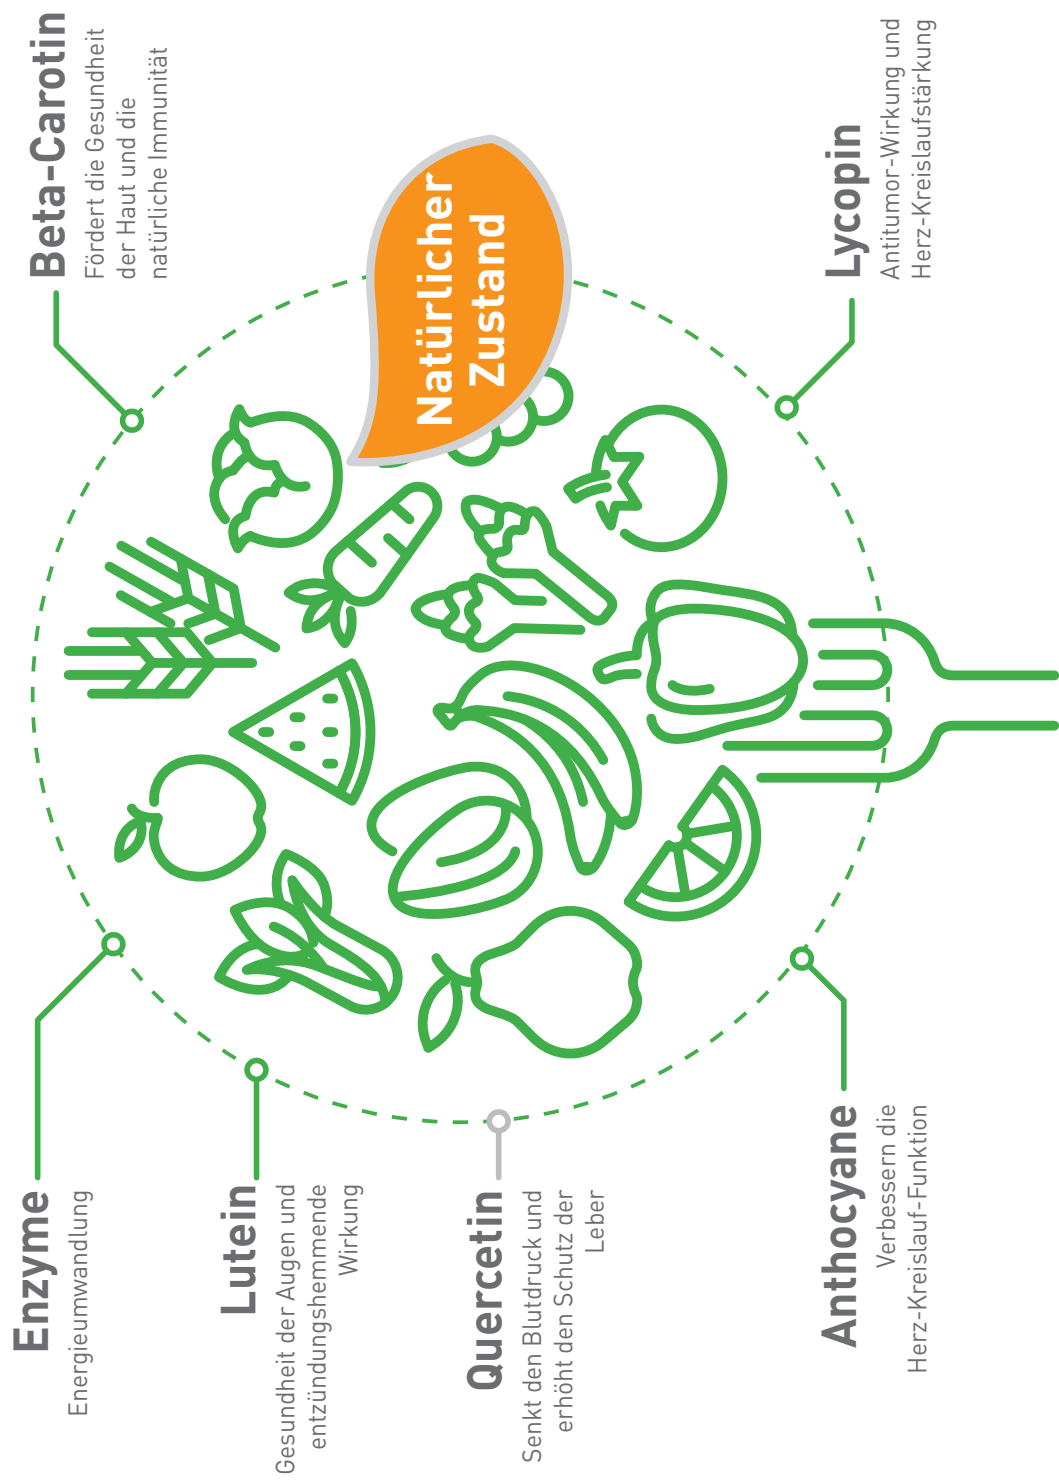 Enzyme
Energieumwandlung
Lutein
Gesundheit der Augen und
entzündungshemmende
Wirkung
Quercetin
Senkt den Blutdruck und
erhöht den Schutz der
Leber
Anthocyane
Verbessern die
Herz-Kreislauf-Funktion
Beta-Carotin
Fördert die Gesundheit
der Haut und die
natürliche Immunität
Natürlicher
Zustand
Lycopin
Antitumor-Wirkung und
Herz-Kreislaufstärkung